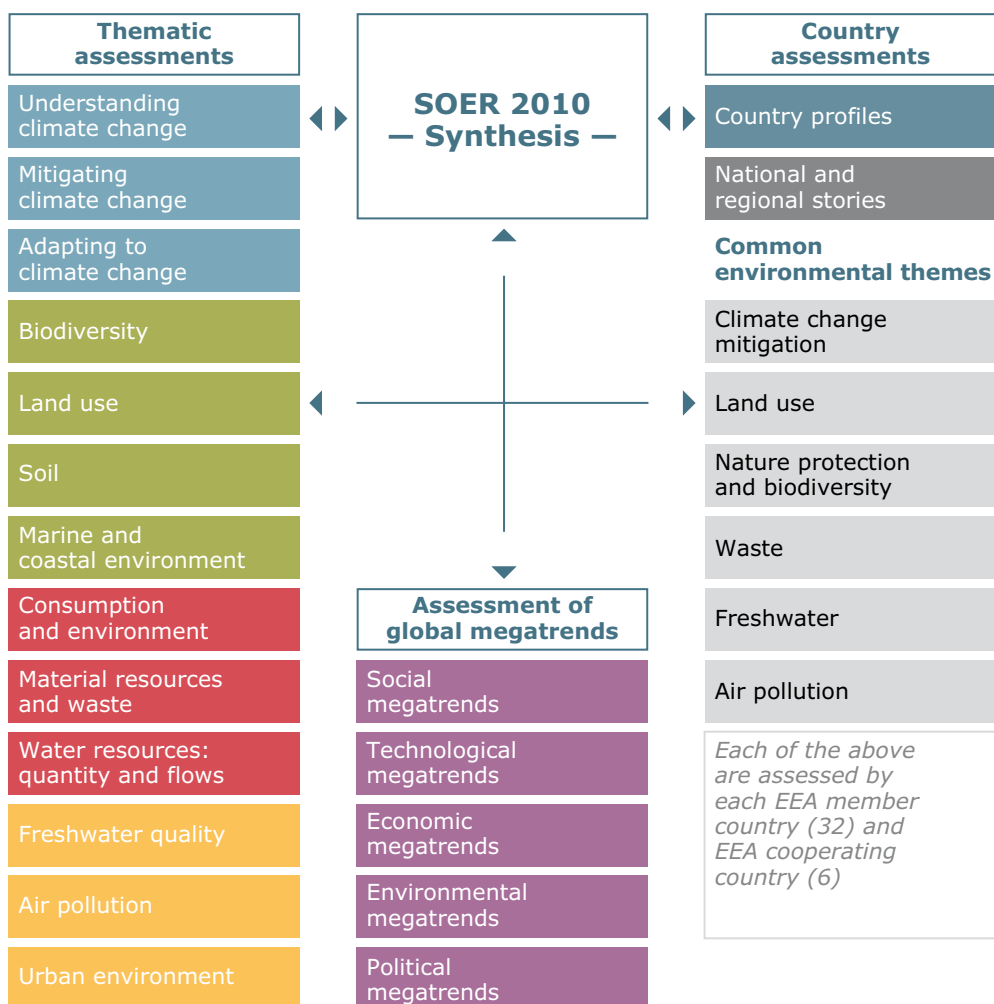 Thematic
assessments
Understanding
climate change
Mitigating
climate change
Adapting to
climate change
Biodiversity
Land use
Soil
Marine and
coastal environment
Consumption
and environment
Material resources
and waste
Water resources:
quantity and flows
Freshwater quality
Air pollution
Urban environment
SOER 2010
— Synthesis —
Assessment of
global megatrends
Social
megatrends
Technological
megatrends
Economic
megatrends
Environmental
megatrends
Political
megatrends
Country
assessments
Country profiles
National and
regional stories
Common
environmental themes
Climate change
mitigation
Land use
Nature protection
and biodiversity
Waste
Freshwater
Air pollution
Each of the above
are assessed by
each EEA member
country (32) and
EEA cooperating
country (6)